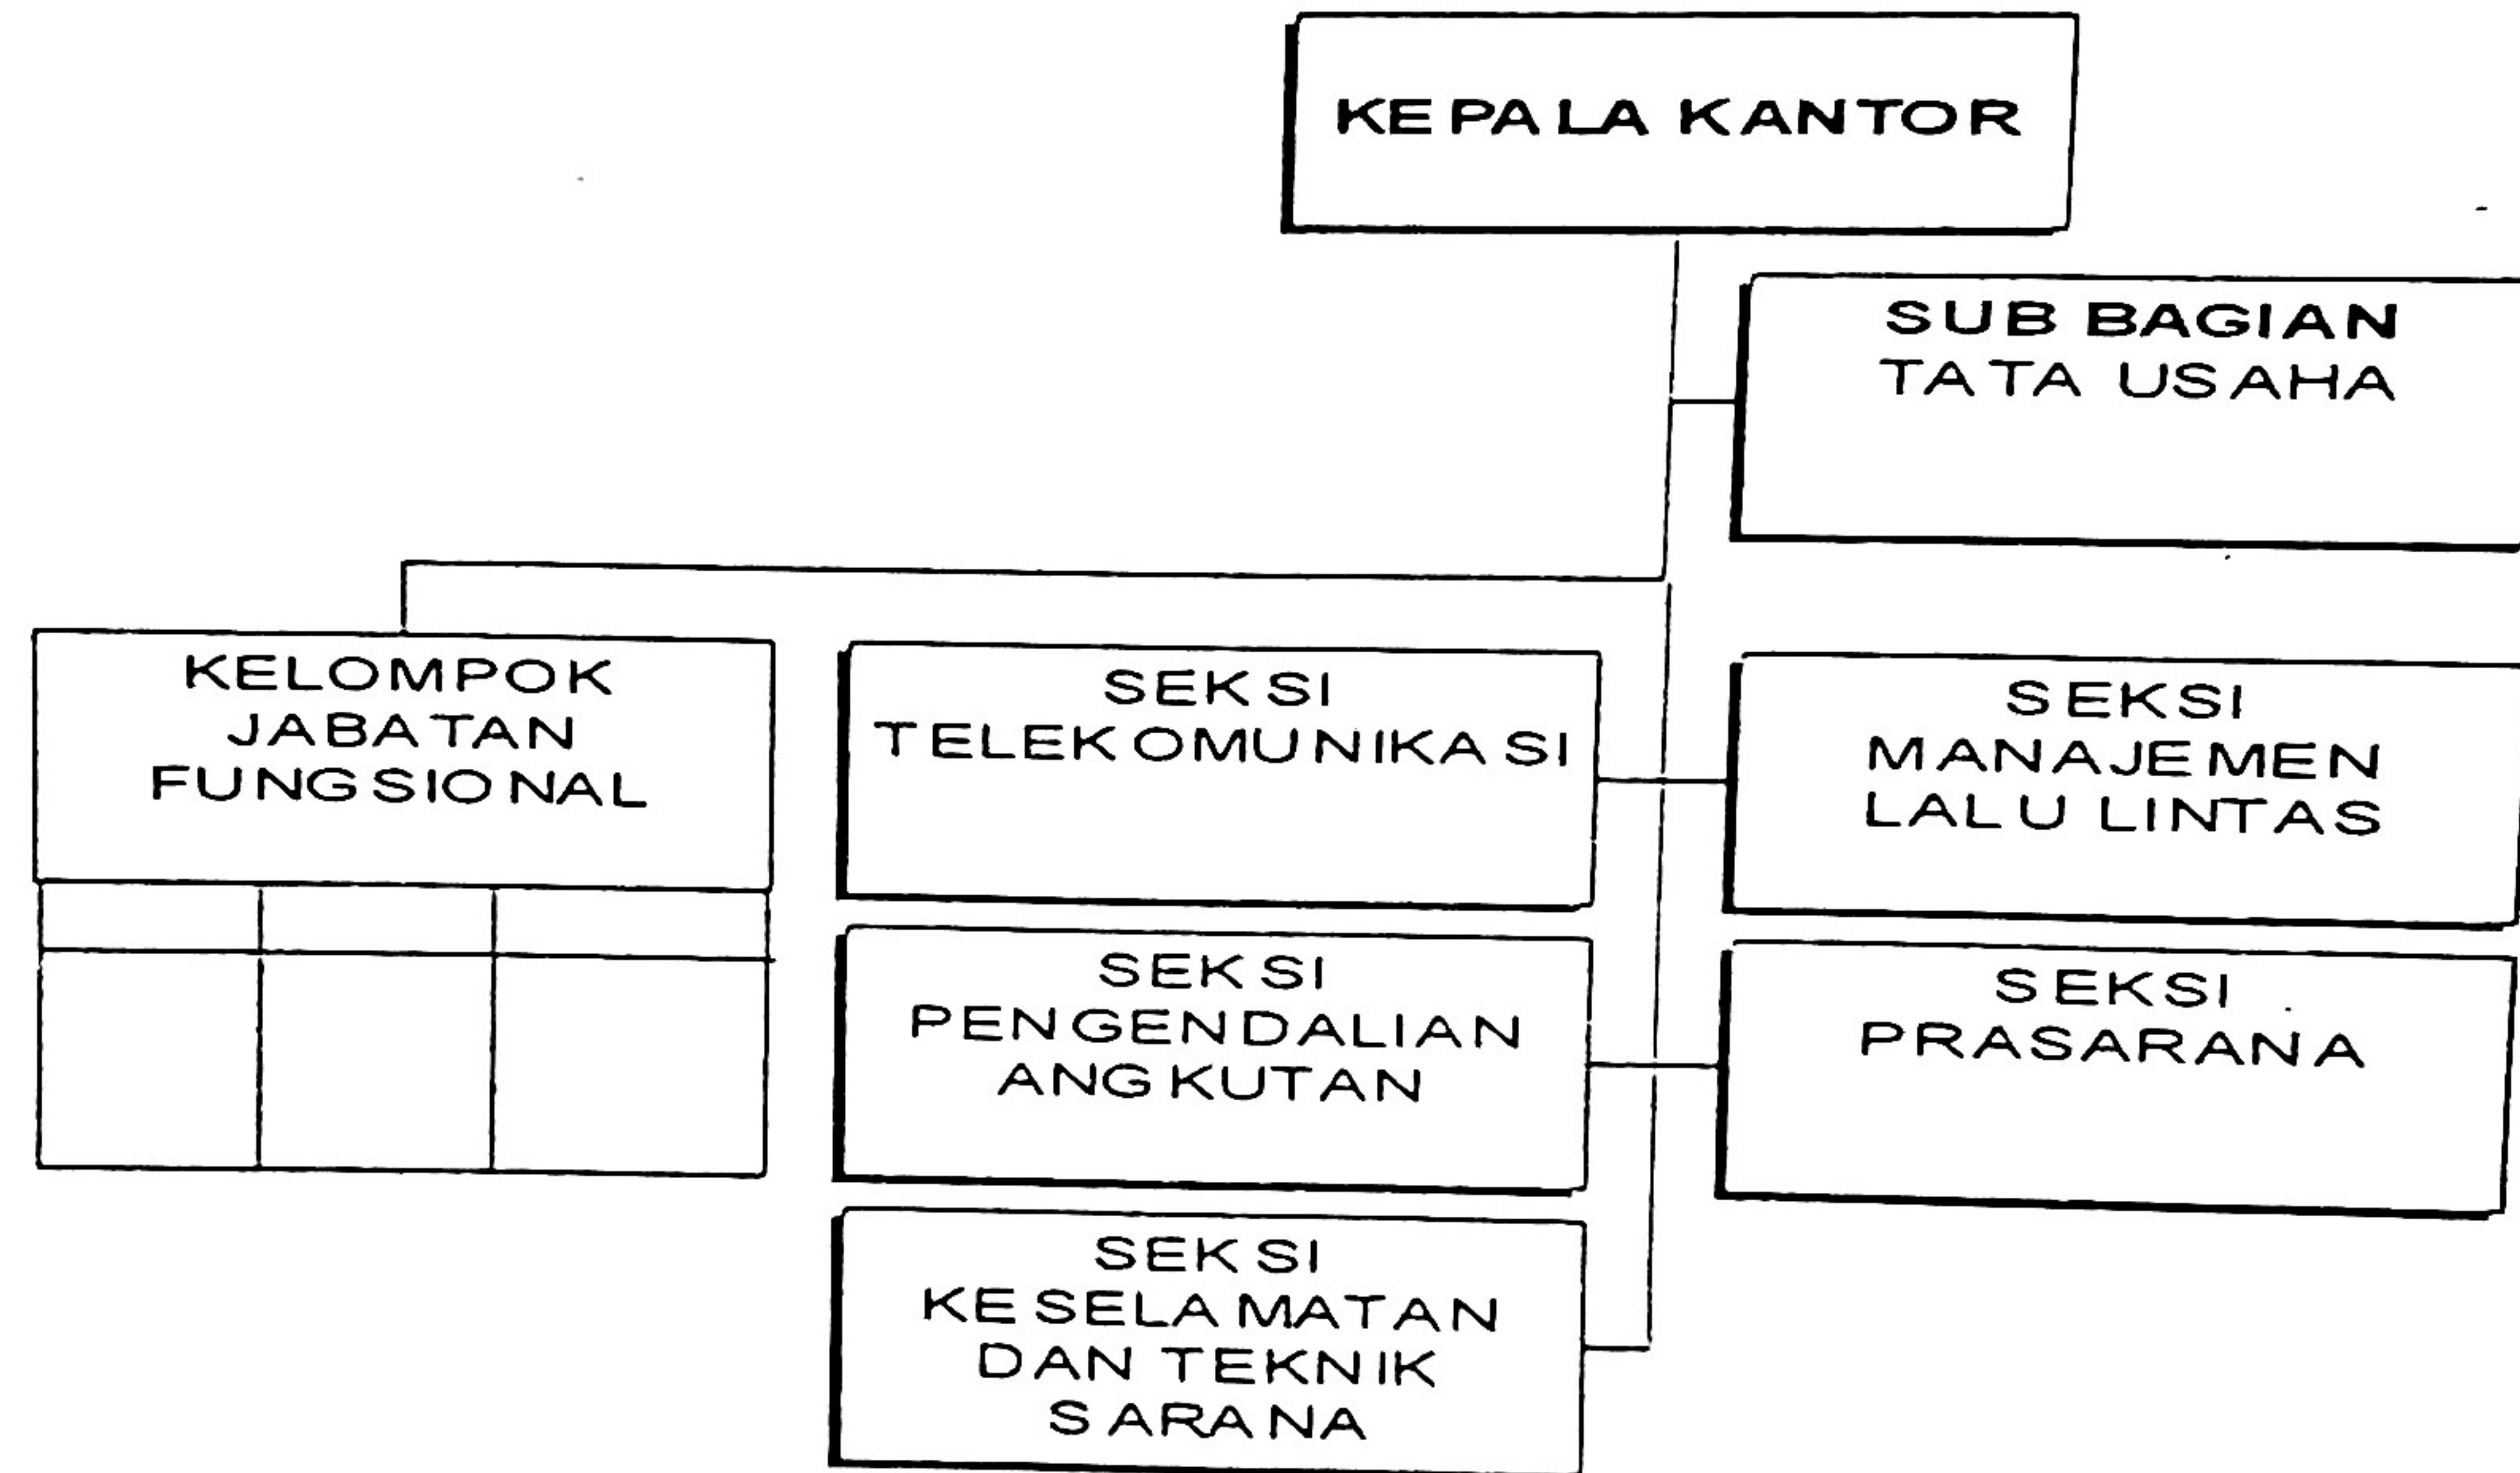 KEPALA KANTOR
SUB BAGIAN
TATA USAHA
KELOMPOK
JABATAN
FUNGSIONAL
SEKSI
TELEKOMUNIKASI
SEKSI
MANAJEMEN
LALU LINTAS
SEKSI
PENGENDALIAN
ANGKUTAN
SEKSI
PRASARANA
SEKSI
KESELAMATAN
DAN TEKNIK
SARANA